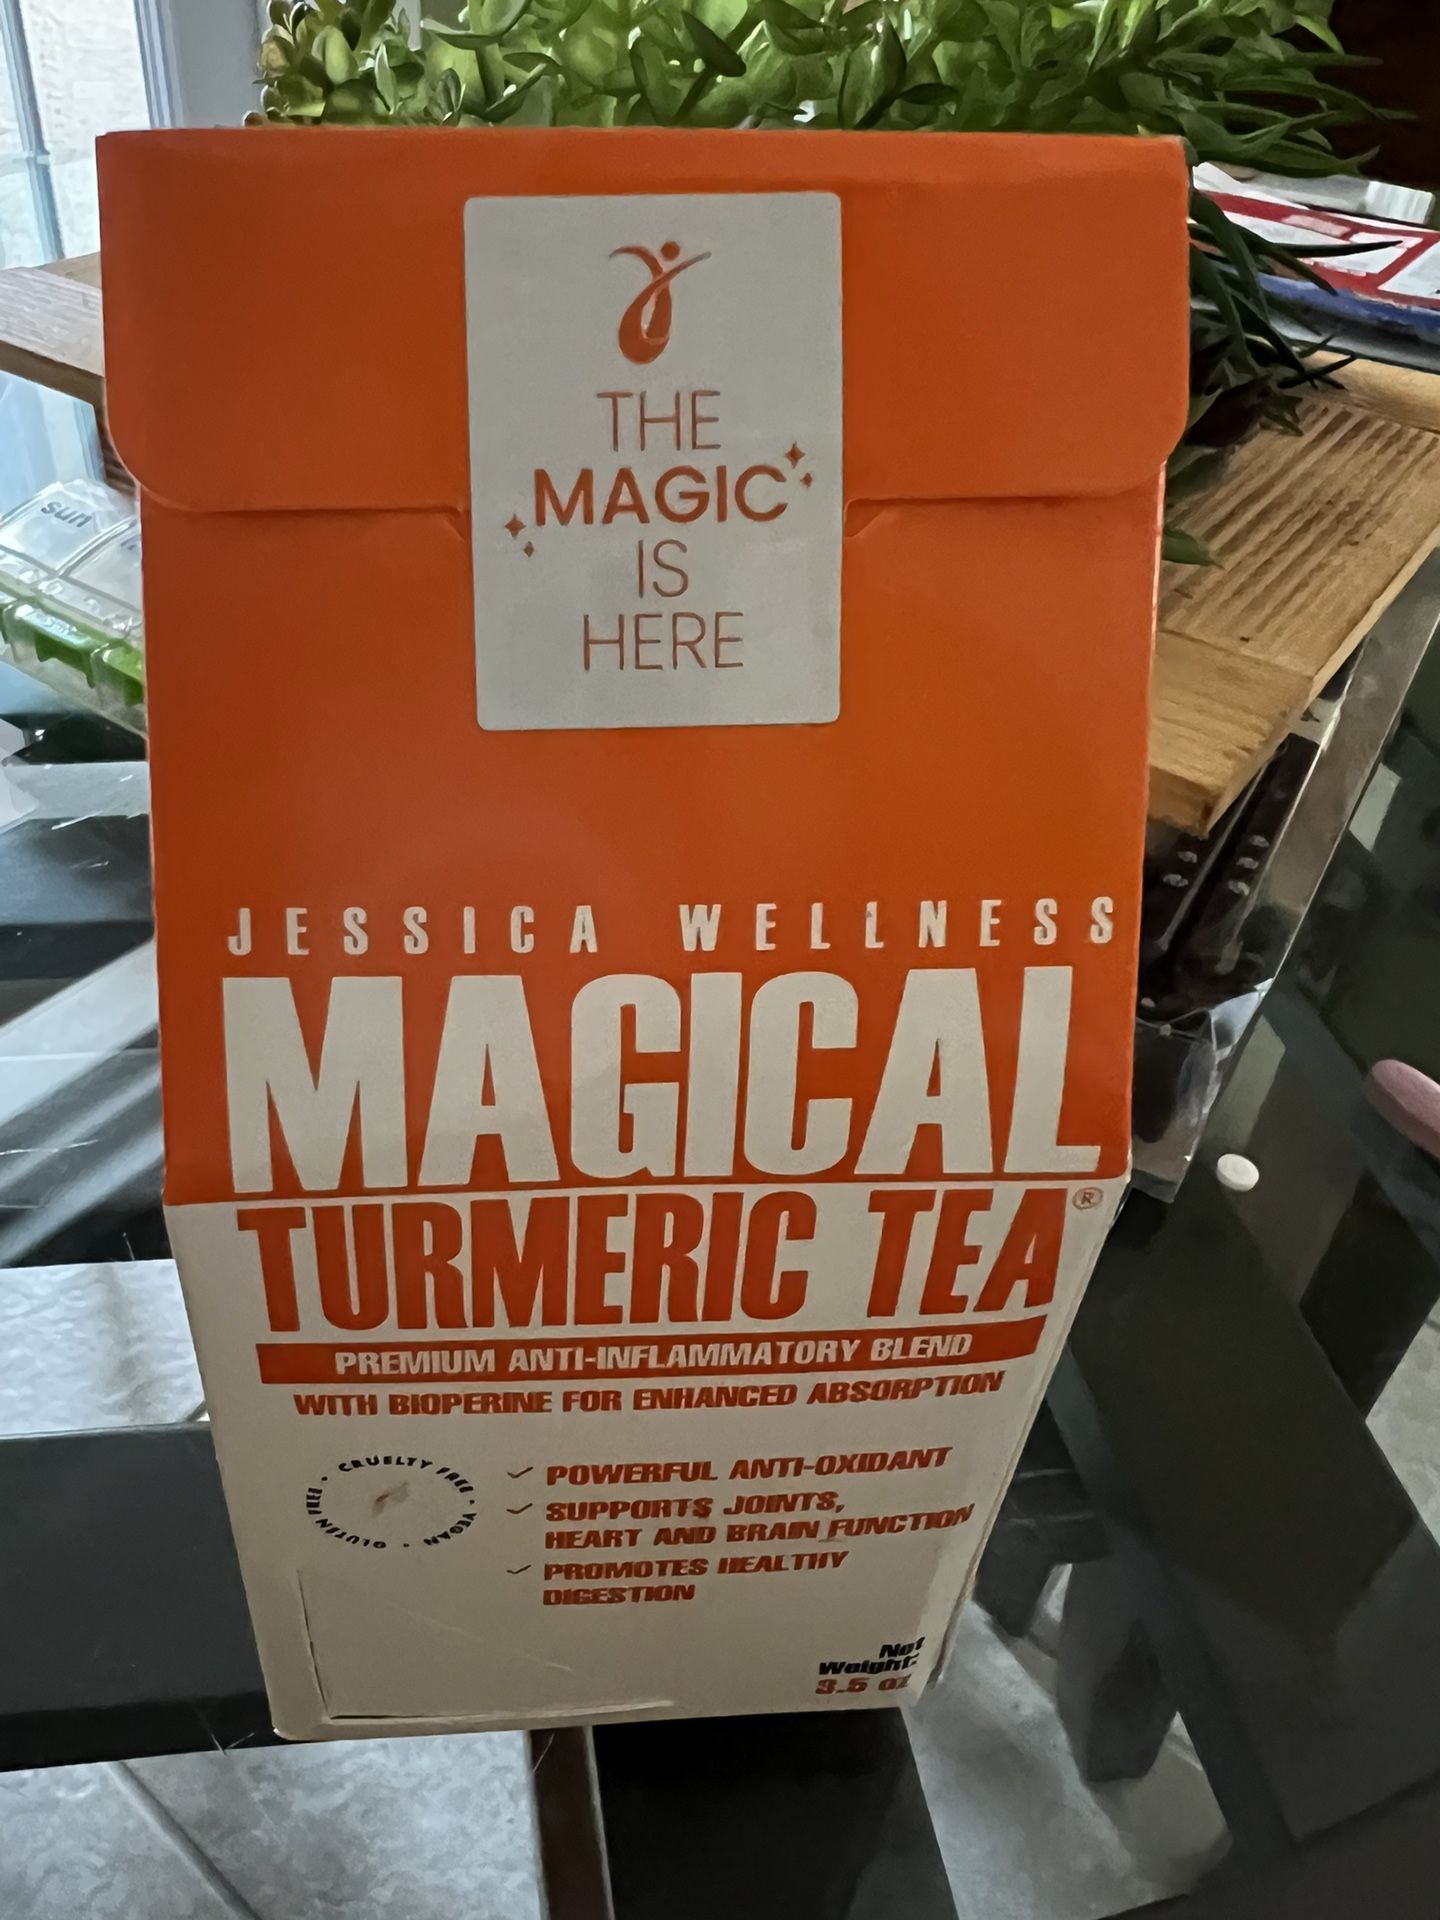 THE
MAGIC
IS
HERE
JESSICA WELLNESS
MAGICAL
TURMERIC TEA®
PREMIUM ANTI-INFLAMMATORY BLEND
WITH BIOPERINE FOR ENHANCED ABSORPTION
CRUELTY FREE • VEGAN • GLUTEN FREE •
✓ POWERFUL ANTI-OXIDANT
✓ SUPPORTS JOINTS,
HEART AND BRAIN FUNCTION
✓ PROMOTES HEALTHY
DIGESTION
Net
Weight:
3.5 oz
SUN